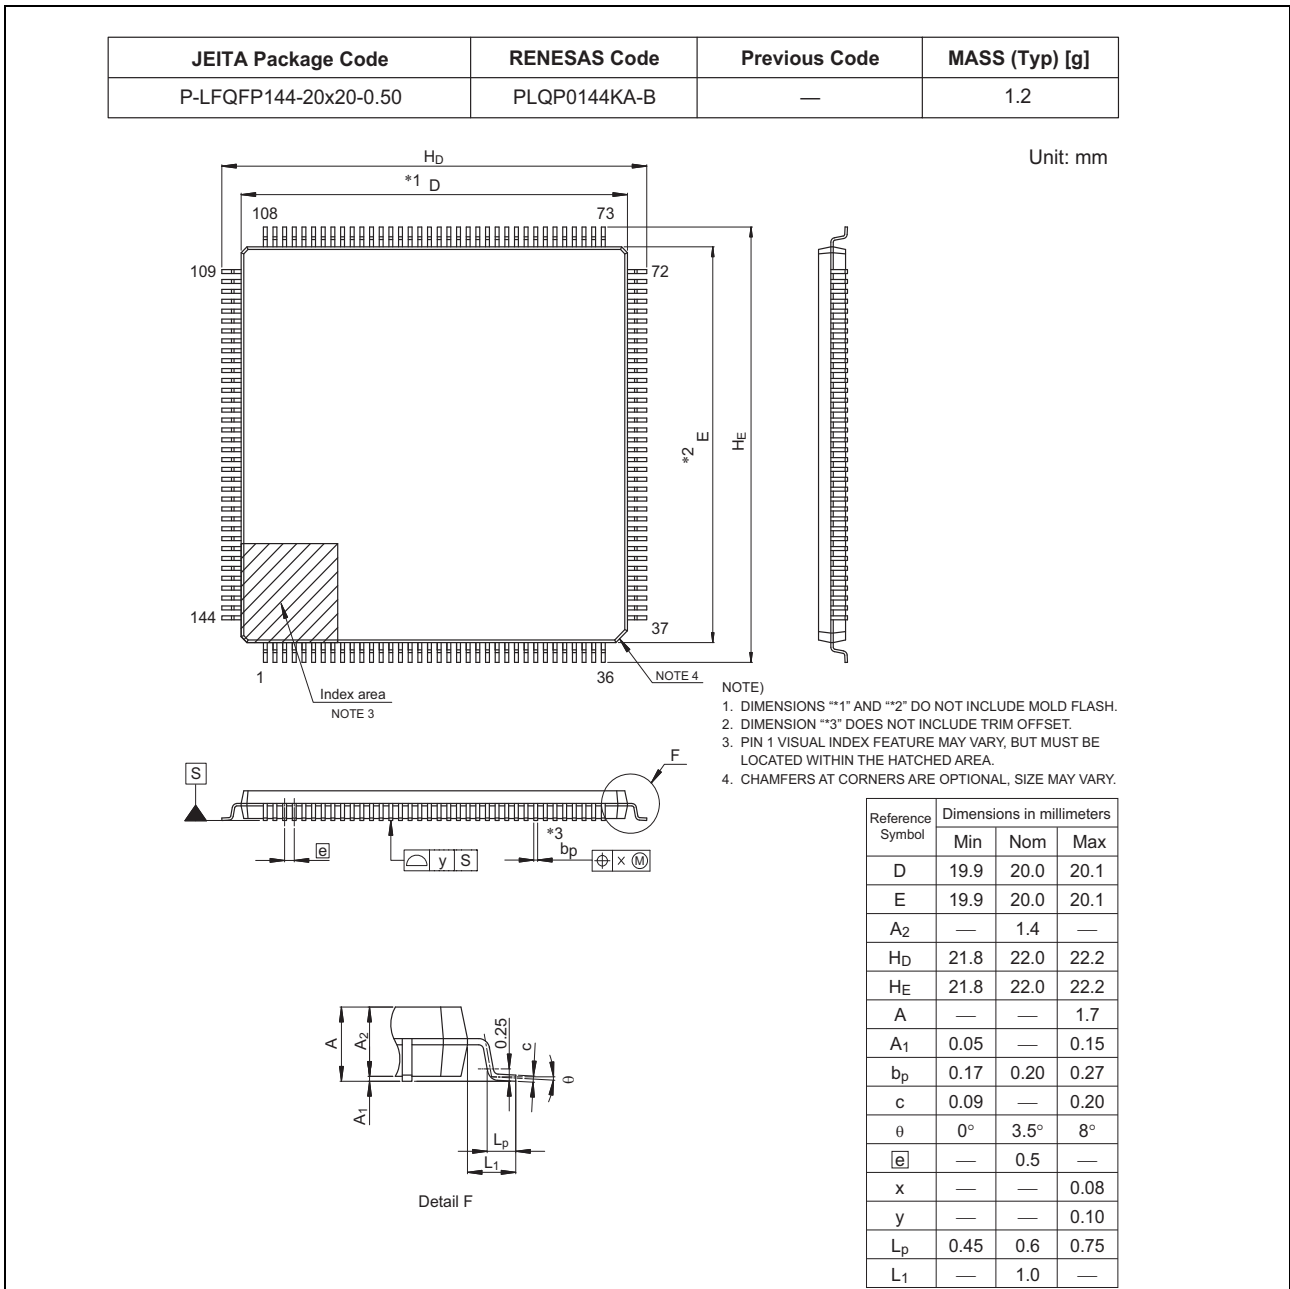 JEITA Package Code RENESAS Code Previous Code MASS (Typ) [g]
P-LFQFP144-20x20-0.50 PLQP0144KA-B — 1.2
Unit: mm
HD
*1 D
108 73
109 72
*2 E
HE
144 37
1 36
NOTE 4
Index area
NOTE 3
NOTE)
1. DIMENSIONS “*1” AND “*2” DO NOT INCLUDE MOLD FLASH.
2. DIMENSION “*3” DOES NOT INCLUDE TRIM OFFSET.
3. PIN 1 VISUAL INDEX FEATURE MAY VARY, BUT MUST BE
LOCATED WITHIN THE HATCHED AREA.
4. CHAMFERS AT CORNERS ARE OPTIONAL, SIZE MAY VARY.
S
F
e
y S
*3
bp
× M
A
A2
A1
0.25
c
θ
Lp
L1
Detail F
Reference Symbol Dimensions in millimeters
Min Nom Max
D 19.9 20.0 20.1
E 19.9 20.0 20.1
A2 — 1.4 —
HD 21.8 22.0 22.2
HE 21.8 22.0 22.2
A — — 1.7
A1 0.05 — 0.15
bp 0.17 0.20 0.27
c 0.09 — 0.20
θ 0° 3.5° 8°
e — 0.5 —
x — — 0.08
y — — 0.10
Lp 0.45 0.6 0.75
L1 — 1.0 —